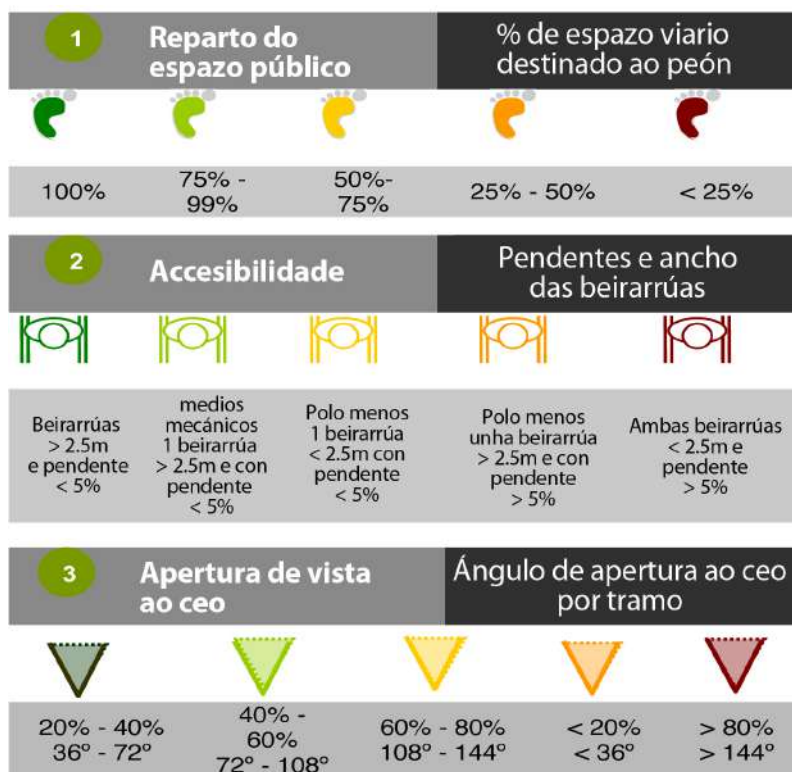 1
Reparto do
espazo público
% de espazo viario
destinado ao peón
100%
75% -
99%
50%-
75%
25% - 50%
< 25%
2
Accesibilidade
Pendentes e ancho
das beirarrúas
Beirarrúas
> 2.5m
e pendente
< 5%
medios
mecánicos
1 beirarrúa
> 2.5m e con
pendente
< 5%
Polo menos
1 beirarrúa
< 2.5m con
pendente
< 5%
Polo menos
unha beirarrúa
> 2.5m e con
pendente
> 5%
Ambas beirarrúas
< 2.5m e
pendente
> 5%
3
Apertura de vista
ao ceo
Ángulo de apertura ao ceo
por tramo
20% - 40%
36º - 72º
40% -
60%
72º - 108º
60% - 80%
108º - 144º
< 20%
< 36º
> 80%
> 144º